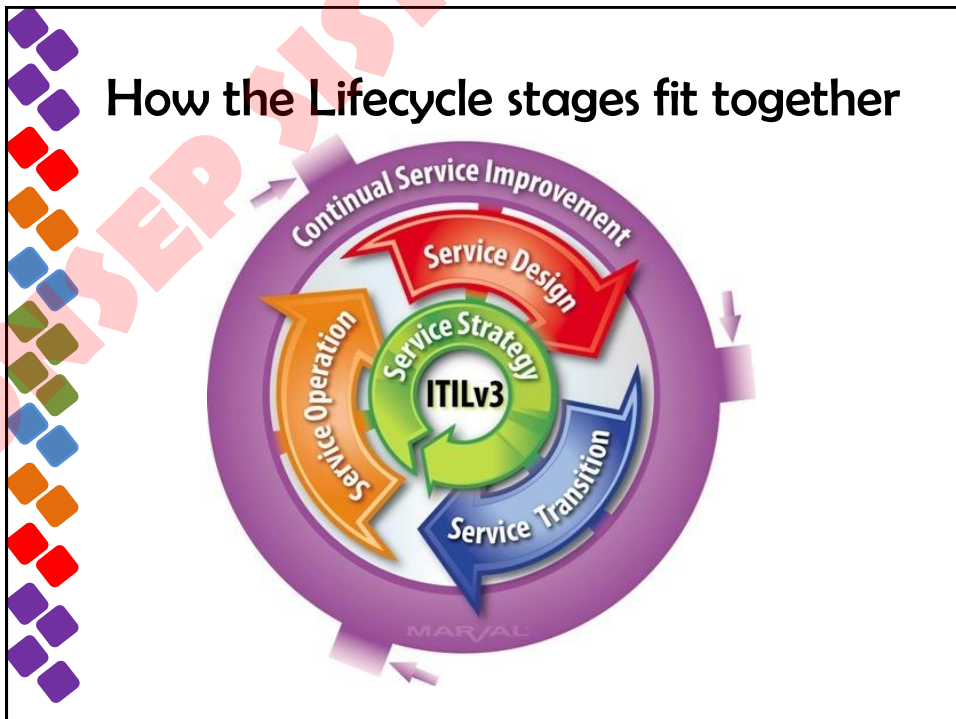 How the Lifecycle stages fit together
Continual Service Improvement
Service Design
Service Strategy
ITILv3
Service Operation
Service Transition
MARVAL